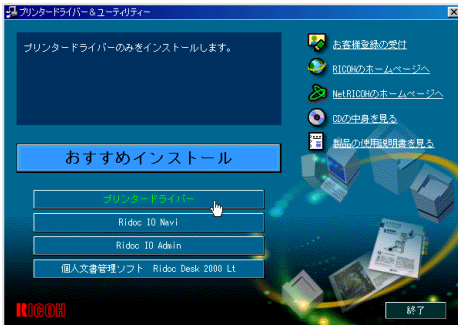 プリンタードライバー＆ユーティリティー
プリンタードライバーのみをインストールします。
お客様登録の受付
RICOHのホームページへ
NetRICOHのホームページへ
CDの中身を見る
製品の使用説明書を見る
おすすめインストール
プリンタードライバー
Ridoc IO Navi
Ridoc IO Admin
個人文書管理ソフト Ridoc Desk 2000 Lt
RICOH
終了